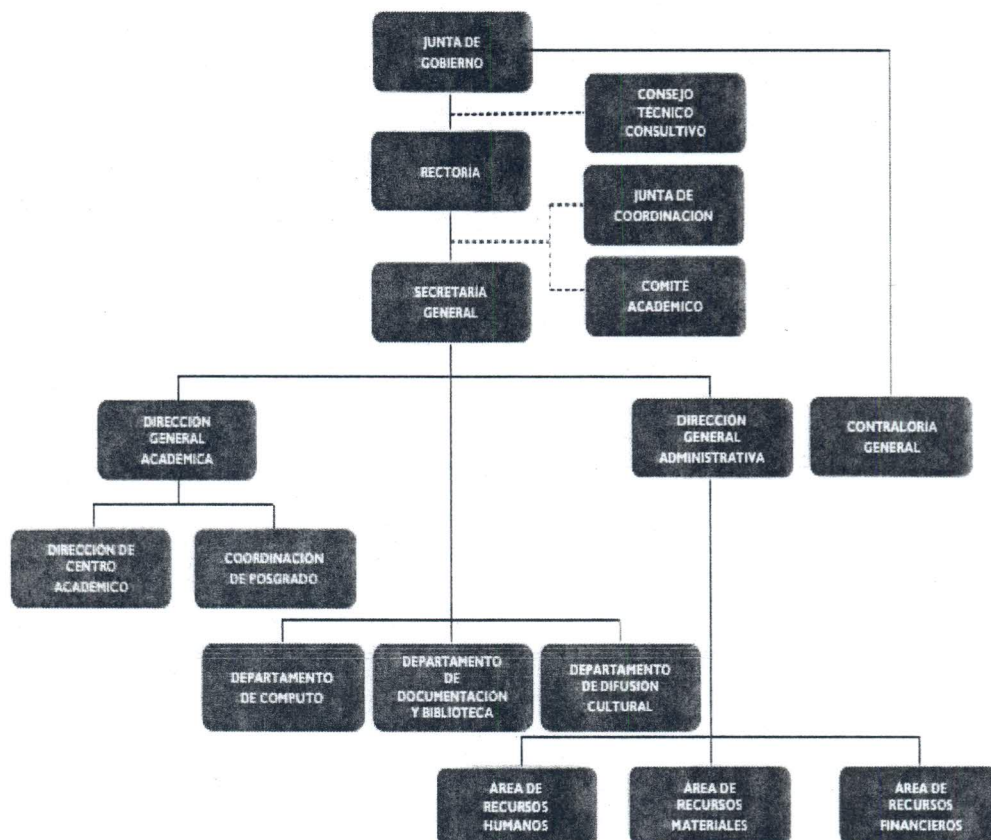 JUNTA DE
GOBIERNO
CONSEJO
TÉCNICO
CONSULTIVO
RECTORÍA
JUNTA DE
COORDINACIÓN
SECRETARÍA
GENERAL
COMITÉ
ACADÉMICO
DIRECCIÓN
GENERAL
ACADÉMICA
DIRECCIÓN
GENERAL
ADMINISTRATIVA
CONTRALORÍA
GENERAL
DIRECCIÓN DE
CENTRO
ACADÉMICO
COORDINACIÓN
DE POSGRADO
DEPARTAMENTO
DE COMPUTO
DEPARTAMENTO
DE
DOCUMENTACIÓN
Y BIBLIOTECA
DEPARTAMENTO
DE DIFUSIÓN
CULTURAL
ÁREA DE
RECURSOS
HUMANOS
ÁREA DE
RECURSOS
MATERIALES
ÁREA DE
RECURSOS
FINANCIEROS